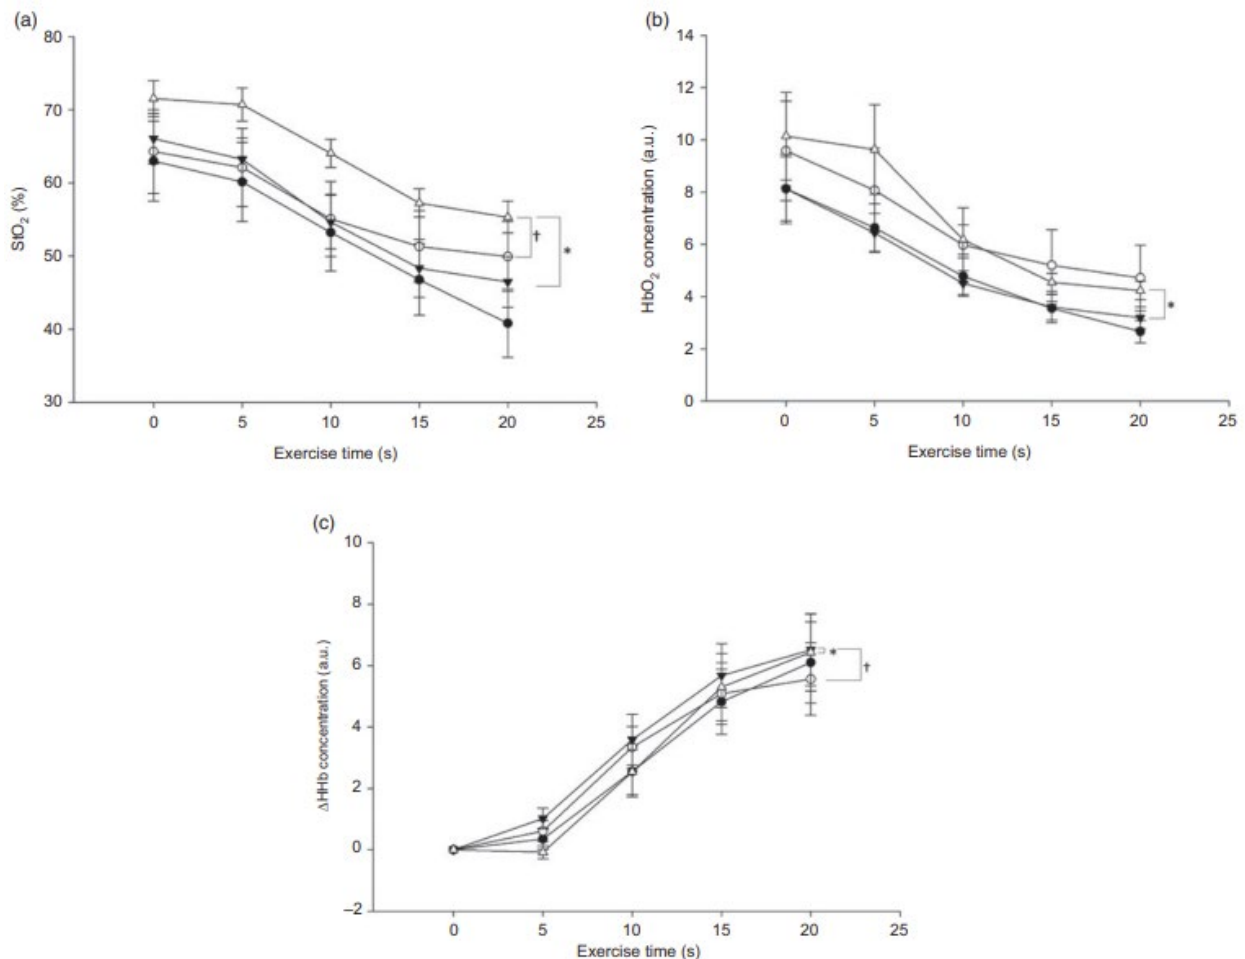 (a)
80
70
60
50
40
30
StO₂ (%)
†
*
0 5 10 15 20 25
Exercise time (s)
(b)
14
12
10
8
6
4
2
0
HbO₂ concentration (a.u.)
*
0 5 10 15 20 25
Exercise time (s)
(c)
10
8
6
4
2
0
–2
ΔHHb concentration (a.u.)
*
†
0 5 10 15 20 25
Exercise time (s)